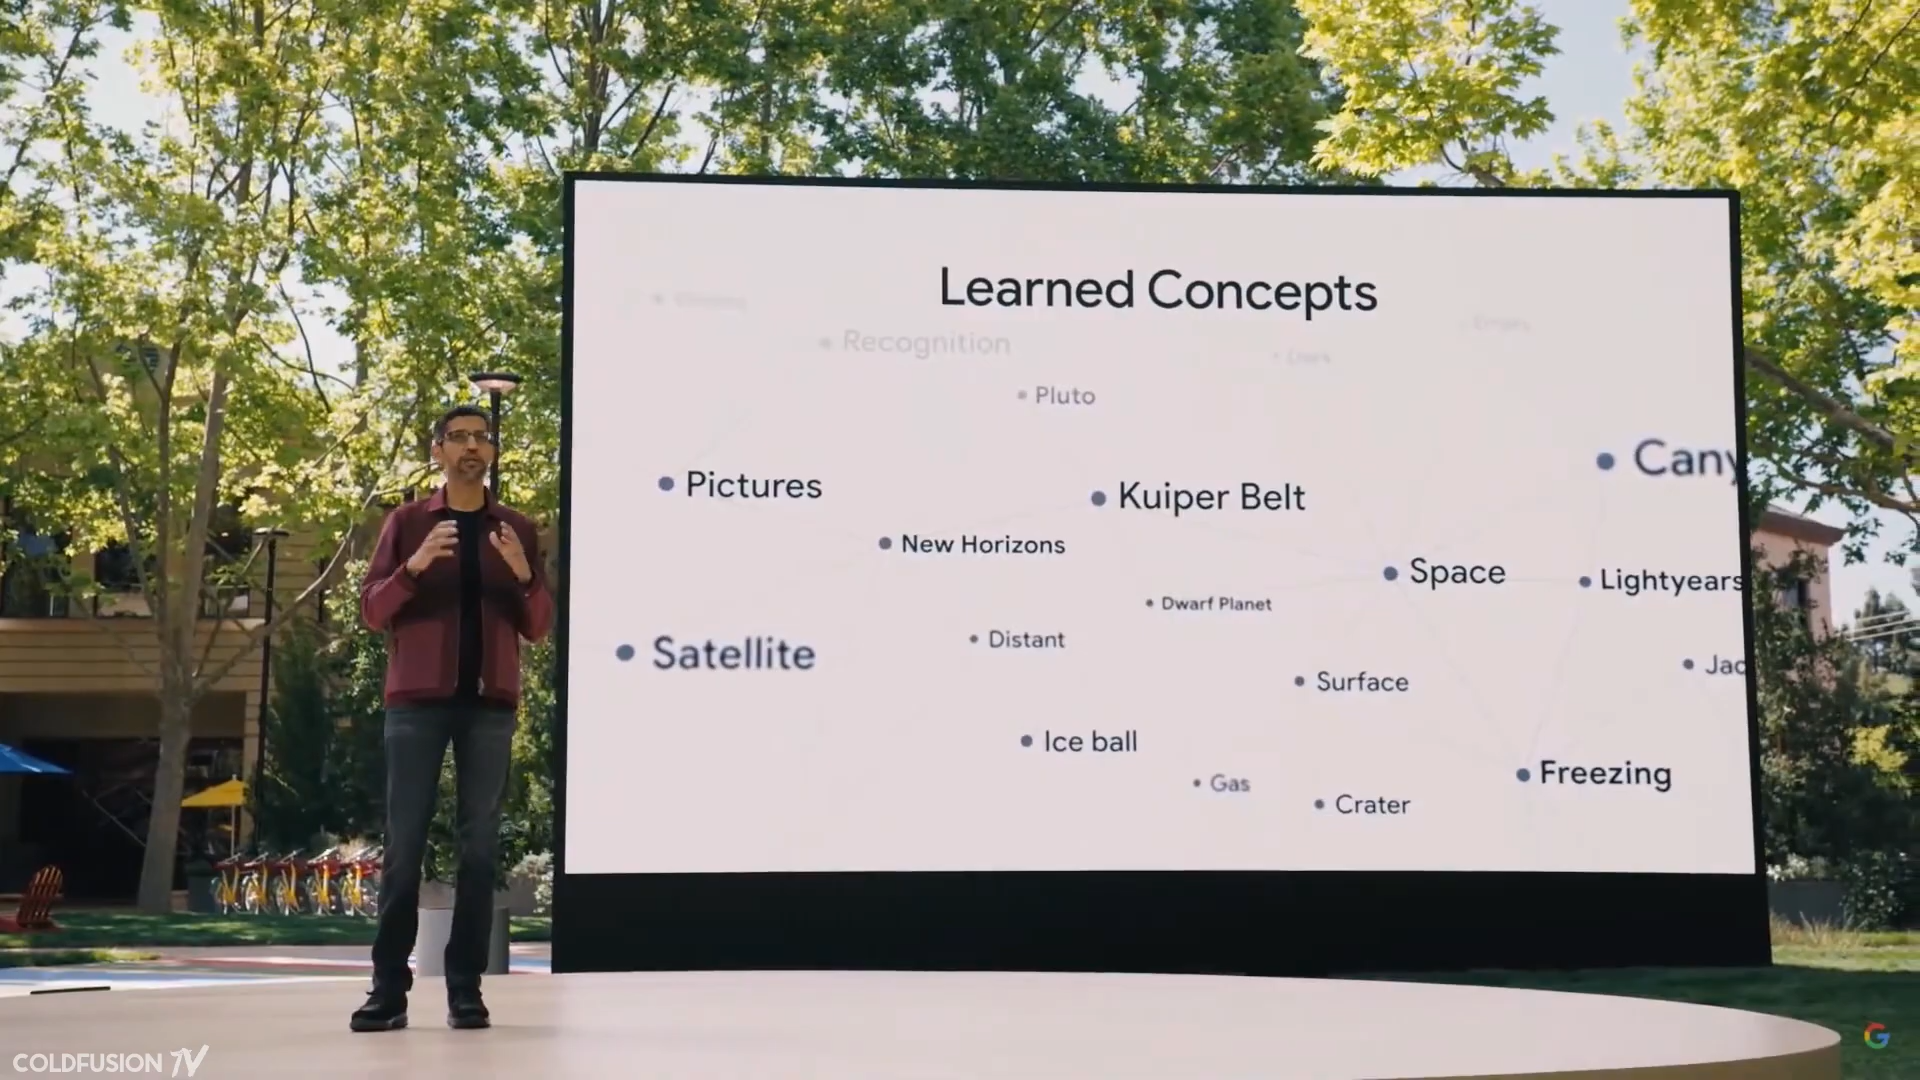 Learned Concepts
Recognition
Pluto
Pictures
Kuiper Belt
Cany
New Horizons
Space
Lightyears
Dwarf Planet
Distant
Satellite
Jac
Surface
Ice ball
Freezing
Gas
Crater
COLDFUSION TV
G